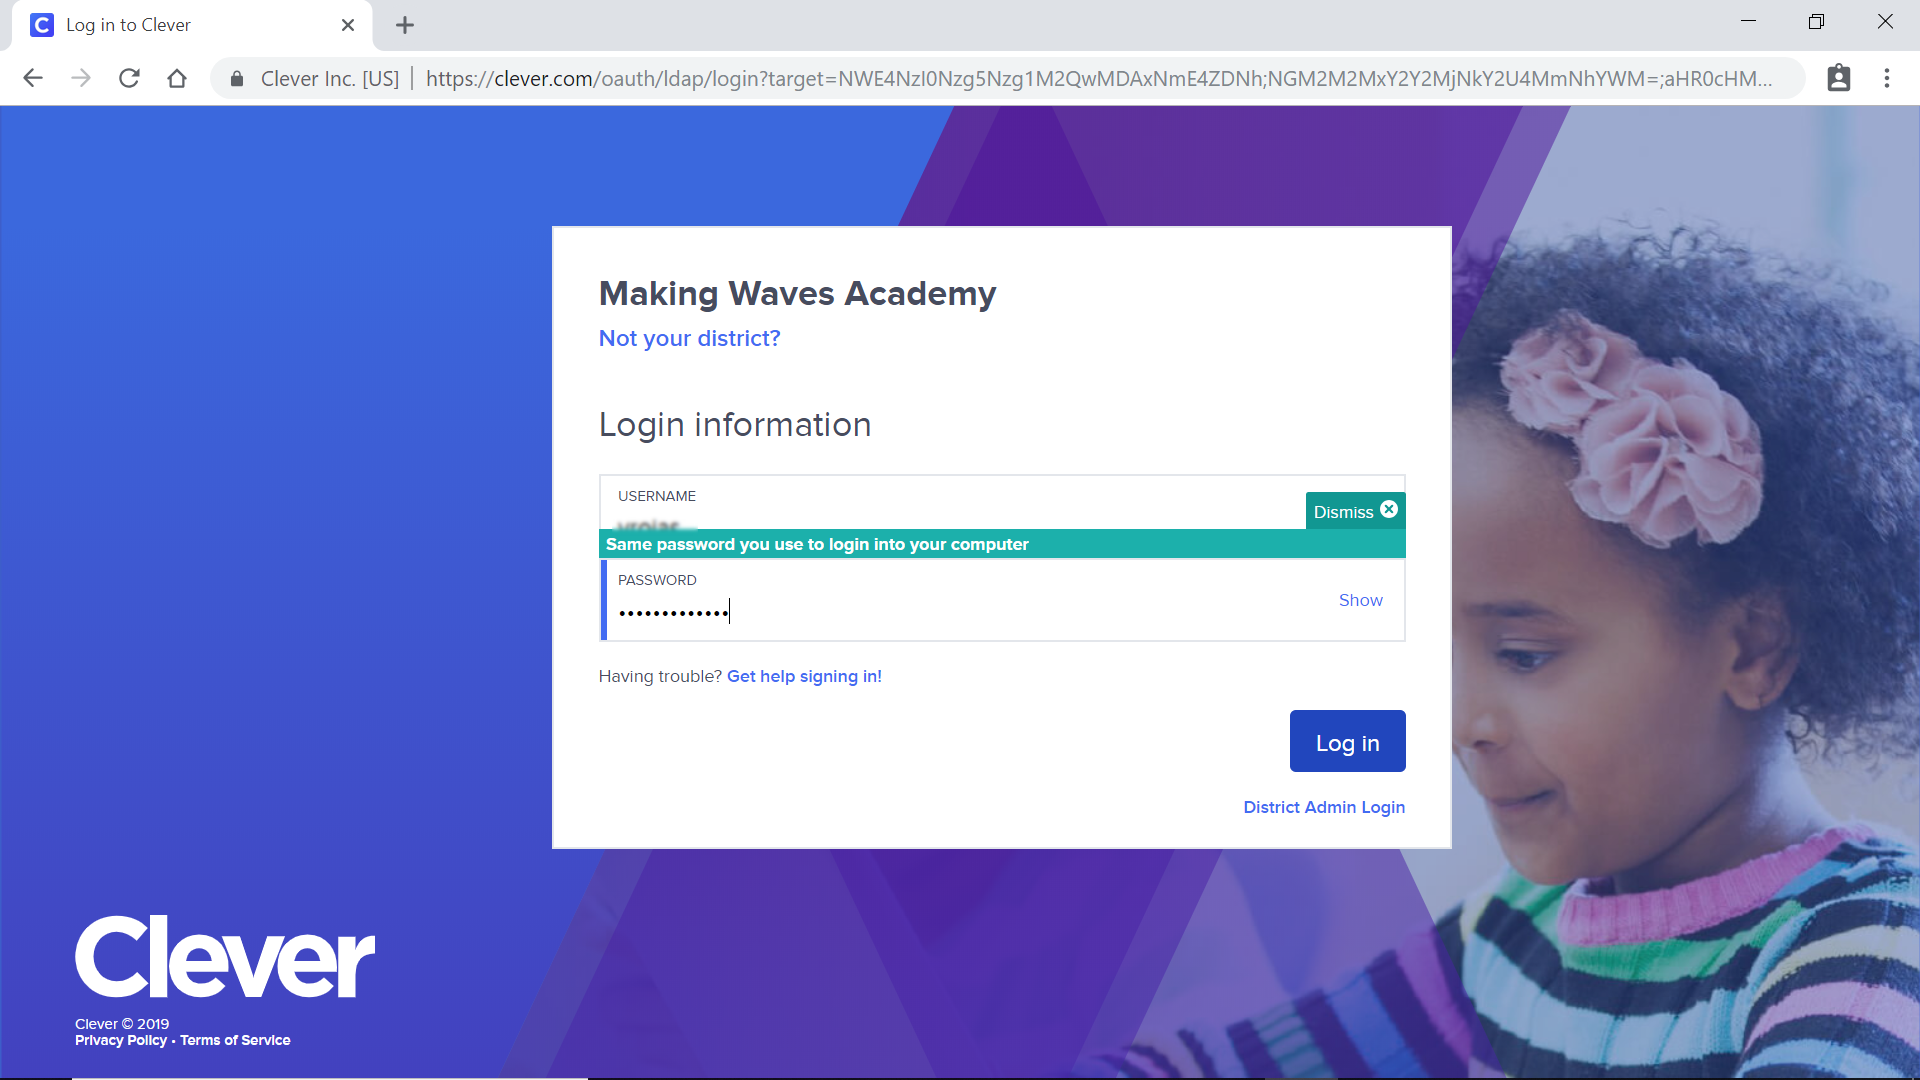 Log in to Clever
Clever Inc. [US] | https://clever.com/oauth/ldap/login?target=NWE4NzI0Nzg5Nzg1M2QwMDAxNmE4ZDNh;NGM2M2MxY2Y2MjNkY2U4MmNhYWM=;aHR0cHM...
Making Waves Academy
Not your district?
Login information
USERNAME
Dismiss
Same password you use to login into your computer
PASSWORD
•••••••••••••
Show
Having trouble? Get help signing in!
Log in
District Admin Login
Clever
Clever © 2019
Privacy Policy • Terms of Service